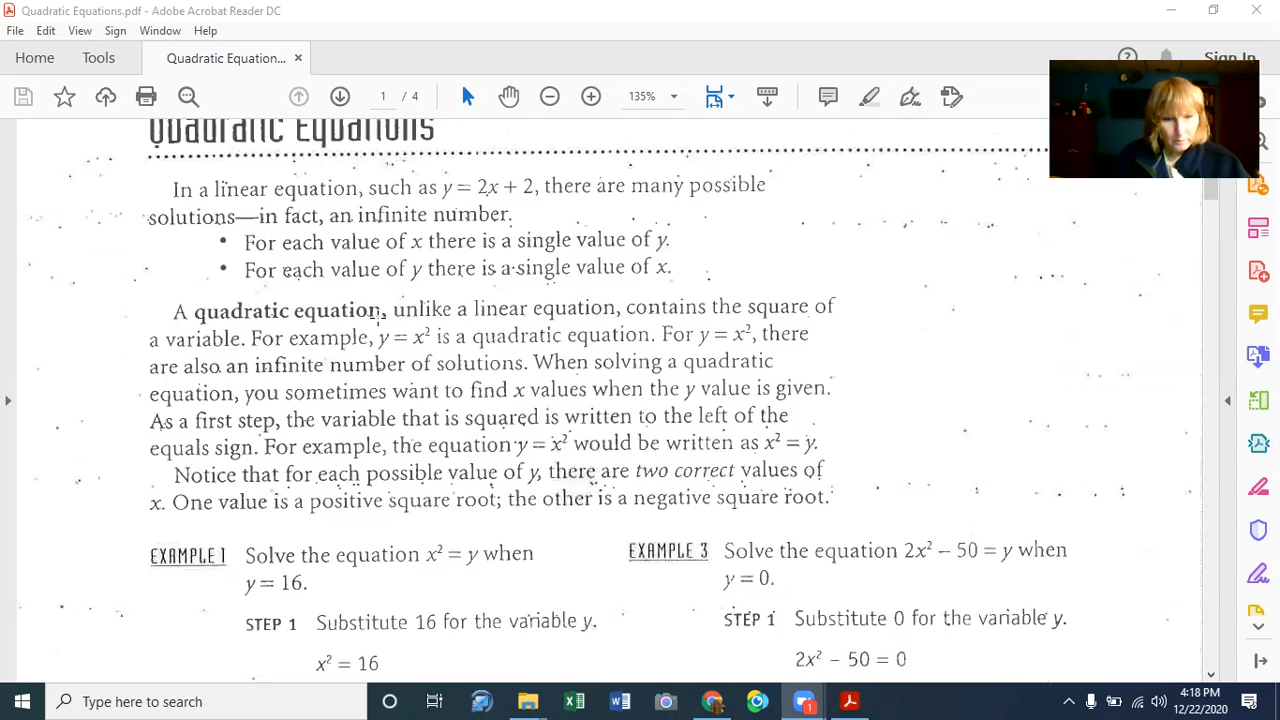 Quadratic Equations.pdf - Adobe Acrobat Reader DC
File Edit View Sign Window Help
Home Tools Quadratic Equation... × Sign In
1 / 4 135%
Quadratic Equations
In a linear equation, such as y = 2x + 2, there are many possible
solutions—in fact, an infinite number.
• For each value of x there is a single value of y.
• For each value of y there is a single value of x.
A quadratic equation, unlike a linear equation, contains the square of
a variable. For example, y = x² is a quadratic equation. For y = x², there
are also an infinite number of solutions. When solving a quadratic
equation, you sometimes want to find x values when the y value is given.
As a first step, the variable that is squared is written to the left of the
equals sign. For example, the equation y = x² would be written as x² = y.
Notice that for each possible value of y, there are two correct values of
x. One value is a positive square root; the other is a negative square root.
EXAMPLE 1 Solve the equation x² = y when
y = 16.
STEP 1 Substitute 16 for the variable y.
x² = 16
EXAMPLE 3 Solve the equation 2x² – 50 = y when
y = 0.
STEP 1 Substitute 0 for the variable y.
2x² – 50 = 0
Type here to search
4:18 PM
12/22/2020